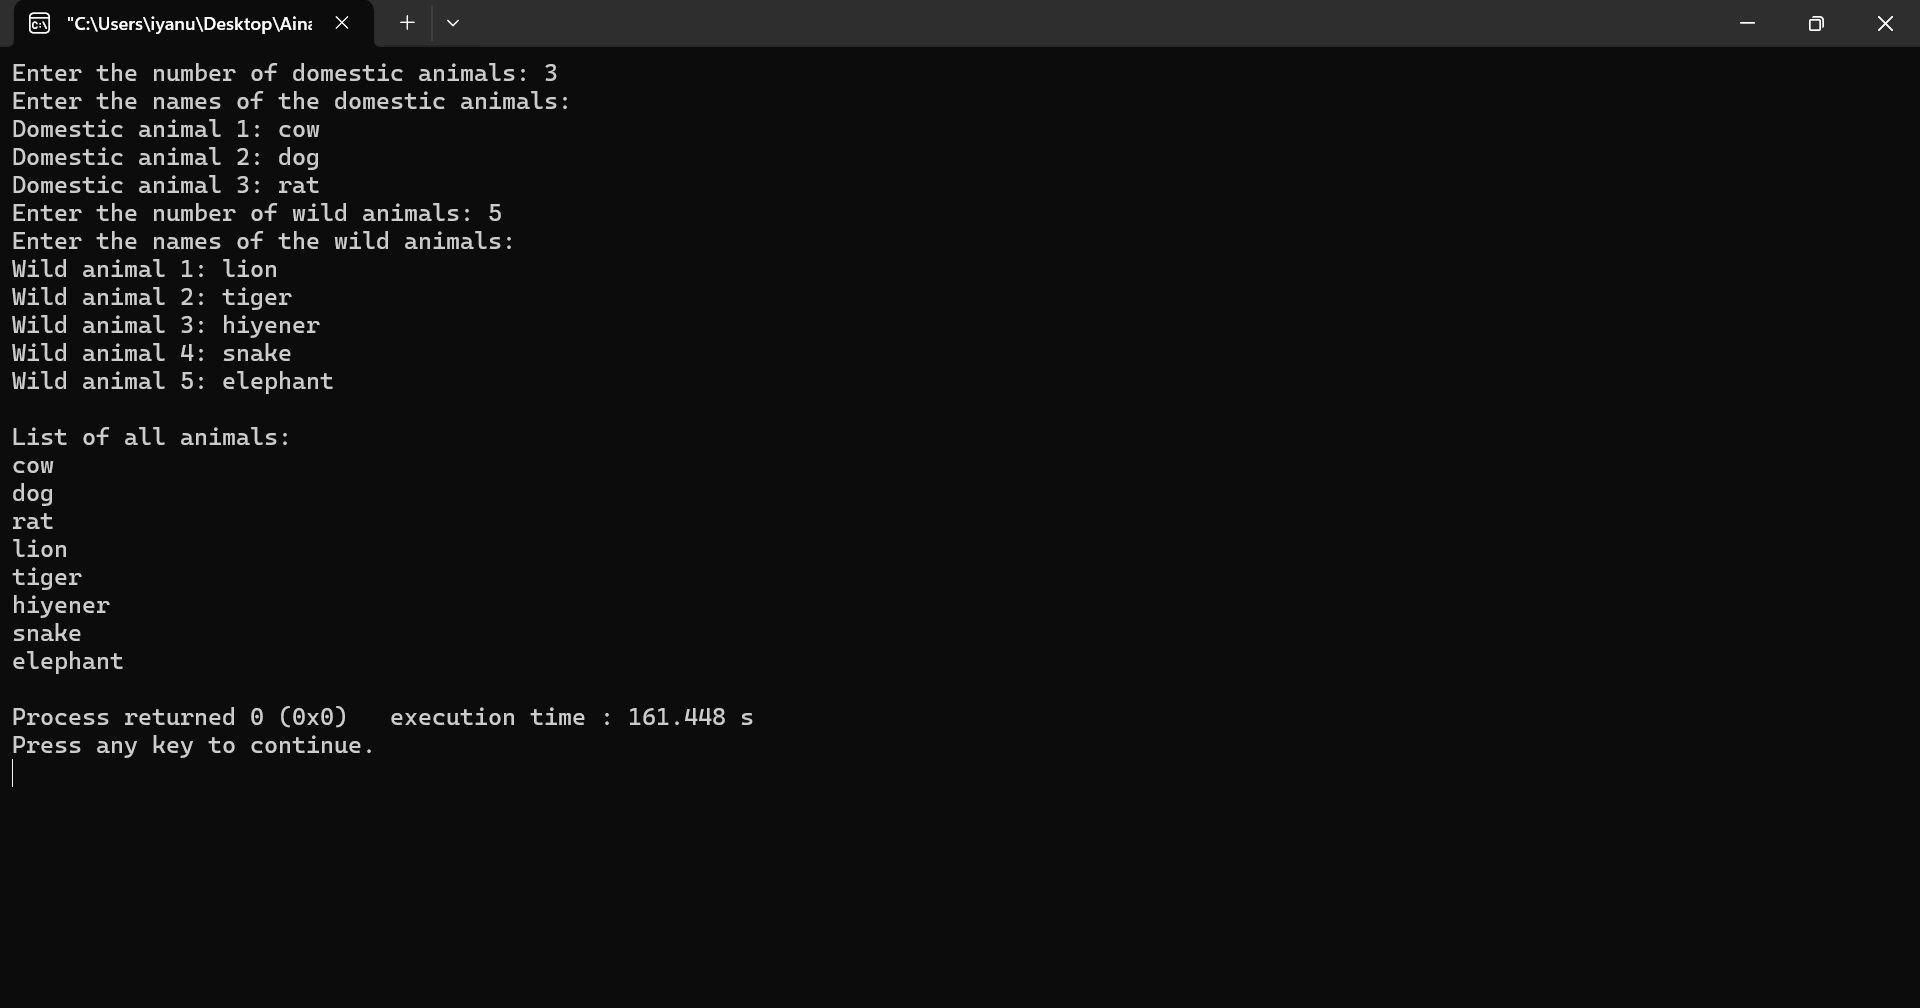 "C:\Users\iyanu\Desktop\Aina
Enter the number of domestic animals: 3
Enter the names of the domestic animals:
Domestic animal 1: cow
Domestic animal 2: dog
Domestic animal 3: rat
Enter the number of wild animals: 5
Enter the names of the wild animals:
Wild animal 1: lion
Wild animal 2: tiger
Wild animal 3: hiyener
Wild animal 4: snake
Wild animal 5: elephant
List of all animals:
cow
dog
rat
lion
tiger
hiyener
snake
elephant
Process returned 0 (0x0)   execution time : 161.448 s
Press any key to continue.